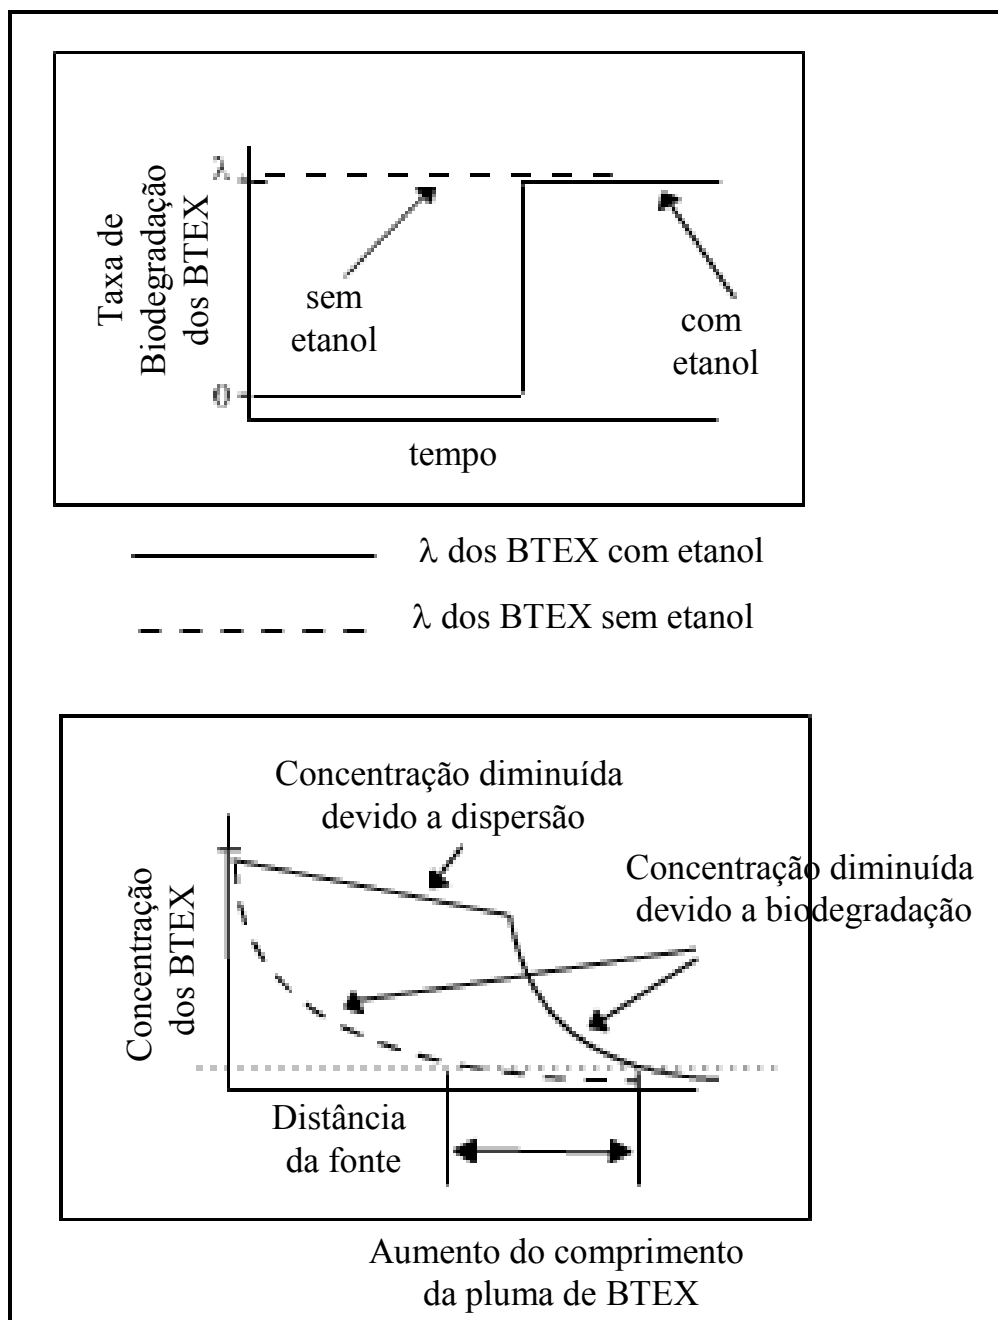 λ
Taxa de
Biodegradação
dos BTEX
sem
etanol
com
etanol
0
tempo
λ dos BTEX com etanol
λ dos BTEX sem etanol
Concentração diminuída
devido a dispersão
Concentração diminuída
devido a biodegradação
Concentração
dos BTEX
Distância
da fonte
Aumento do comprimento
da pluma de BTEX